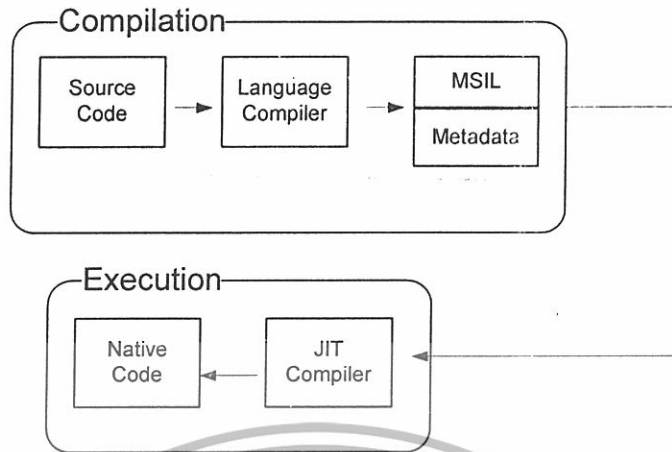 Compilation
Source
Code
Language
Compiler
MSIL
Metadata
Execution
Native
Code
JIT
Compiler